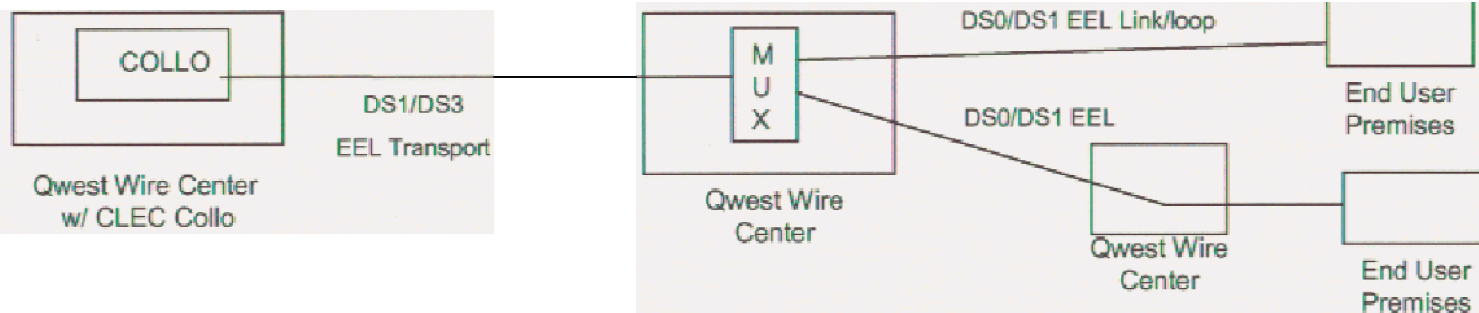 COLLO
DS1/DS3
EEL Transport
Qwest Wire Center
w/ CLEC Collo
M
U
X
Qwest Wire
Center
DS0/DS1 EEL Link/loop
End User
Premises
DS0/DS1 EEL
Qwest Wire
Center
End User
Premises